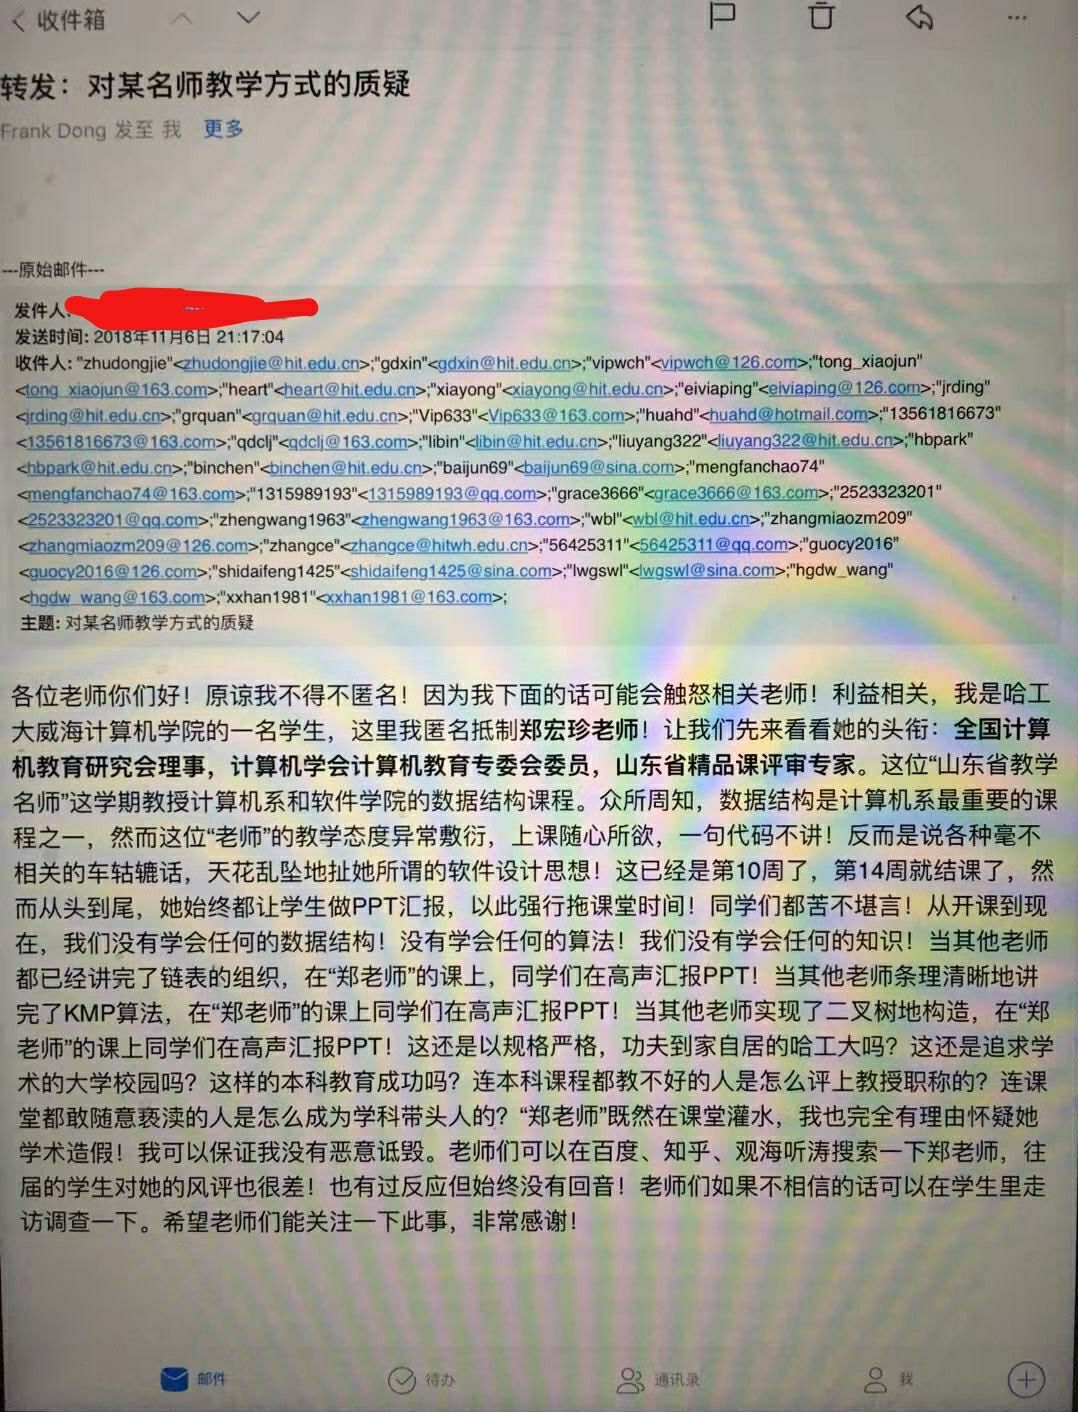 收件箱
转发：对某名师教学方式的质疑
Frank Dong 发至 我 更多
---原始邮件---
发件人:
发送时间: 2018年11月6日 21:17:04
收件人: "zhudongjie"<zhudongjie@hit.edu.cn>;"gdxin"<gdxin@hit.edu.cn>;"vipwch"<vipwch@126.com>;"tong_xiaojun"
<tong_xiaojun@163.com>;"heart"<heart@hit.edu.cn>;"xiayong"<xiayong@hit.edu.cn>;"eiviaping"<eiviaping@126.com>;"jrding"
<jrding@hit.edu.cn>;"grquan"<grquan@hit.edu.cn>;"Vip633"<Vip633@163.com>;"huahd"<huahd@hotmail.com>;"13561816673"
<13561816673@163.com>;"qdclj"<qdclj@163.com>;"libin"<libin@hit.edu.cn>;"liuyang322"<liuyang322@hit.edu.cn>;"hbpark"
<hbpark@hit.edu.cn>;"binchen"<binchen@hit.edu.cn>;"baijun69"<baijun69@sina.com>;"mengfanchao74"
<mengfanchao74@163.com>;"1315989193"<1315989193@qq.com>;"grace3666"<grace3666@163.com>;"2523323201"
<2523323201@qq.com>;"zhengwang1963"<zhengwang1963@163.com>;"wbl"<wbl@hit.edu.cn>;"zhangmiaozm209"
<zhangmiaozm209@126.com>;"zhangce"<zhangce@hitwh.edu.cn>;"56425311"<56425311@qq.com>;"guocy2016"
<guocy2016@126.com>;"shidaifeng1425"<shidaifeng1425@sina.com>;"lwgswl"<lwgswl@sina.com>;"hgdw_wang"
<hgdw_wang@163.com>;"xxhan1981"<xxhan1981@163.com>;
主题: 对某名师教学方式的质疑
各位老师你们好！原谅我不得不匿名！因为我下面的话可能会触怒相关老师！利益相关，我是哈工
大威海计算机学院的一名学生，这里我匿名抵制郑宏珍老师！让我们先来看看她的头衔：全国计算
机教育研究会理事，计算机学会计算机教育专委会委员，山东省精品课评审专家。这位“山东省教学
名师”这学期教授计算机系和软件学院的数据结构课程。众所周知，数据结构是计算机系最重要的课
程之一，然而这位“老师”的教学态度异常敷衍，上课随心所欲，一句代码不讲！反而是说各种毫不
相关的车轱辘话，天花乱坠地扯她所谓的软件设计思想！这已经是第10周了，第14周就结课了，然
而从头到尾，她始终都让学生做PPT汇报，以此强行拖课堂时间！同学们都苦不堪言！从开课到现
在，我们没有学会任何的数据结构！没有学会任何的算法！我们没有学会任何的知识！当其他老师
都已经讲完了链表的组织，在“郑老师”的课上，同学们在高声汇报PPT！当其他老师条理清晰地讲
完了KMP算法，在“郑老师”的课上同学们在高声汇报PPT！当其他老师实现了二叉树地构造，在“郑
老师”的课上同学们在高声汇报PPT！这还是以规格严格，功夫到家自居的哈工大吗？这还是追求学
术的大学校园吗？这样的本科教育成功吗？连本科课程都教不好的人是怎么评上教授职称的？连课
堂都敢随意亵渎的人是怎么成为学科带头人的？“郑老师”既然在课堂灌水，我也完全有理由怀疑她
学术造假！我可以保证我没有恶意诋毁。老师们可以在百度、知乎、观海听涛搜索一下郑老师，往
届的学生对她的风评也很差！也有过反应但始终没有回音！老师们如果不相信的话可以在学生里走
访调查一下。希望老师们能关注一下此事，非常感谢！
邮件 待办 通讯录 我